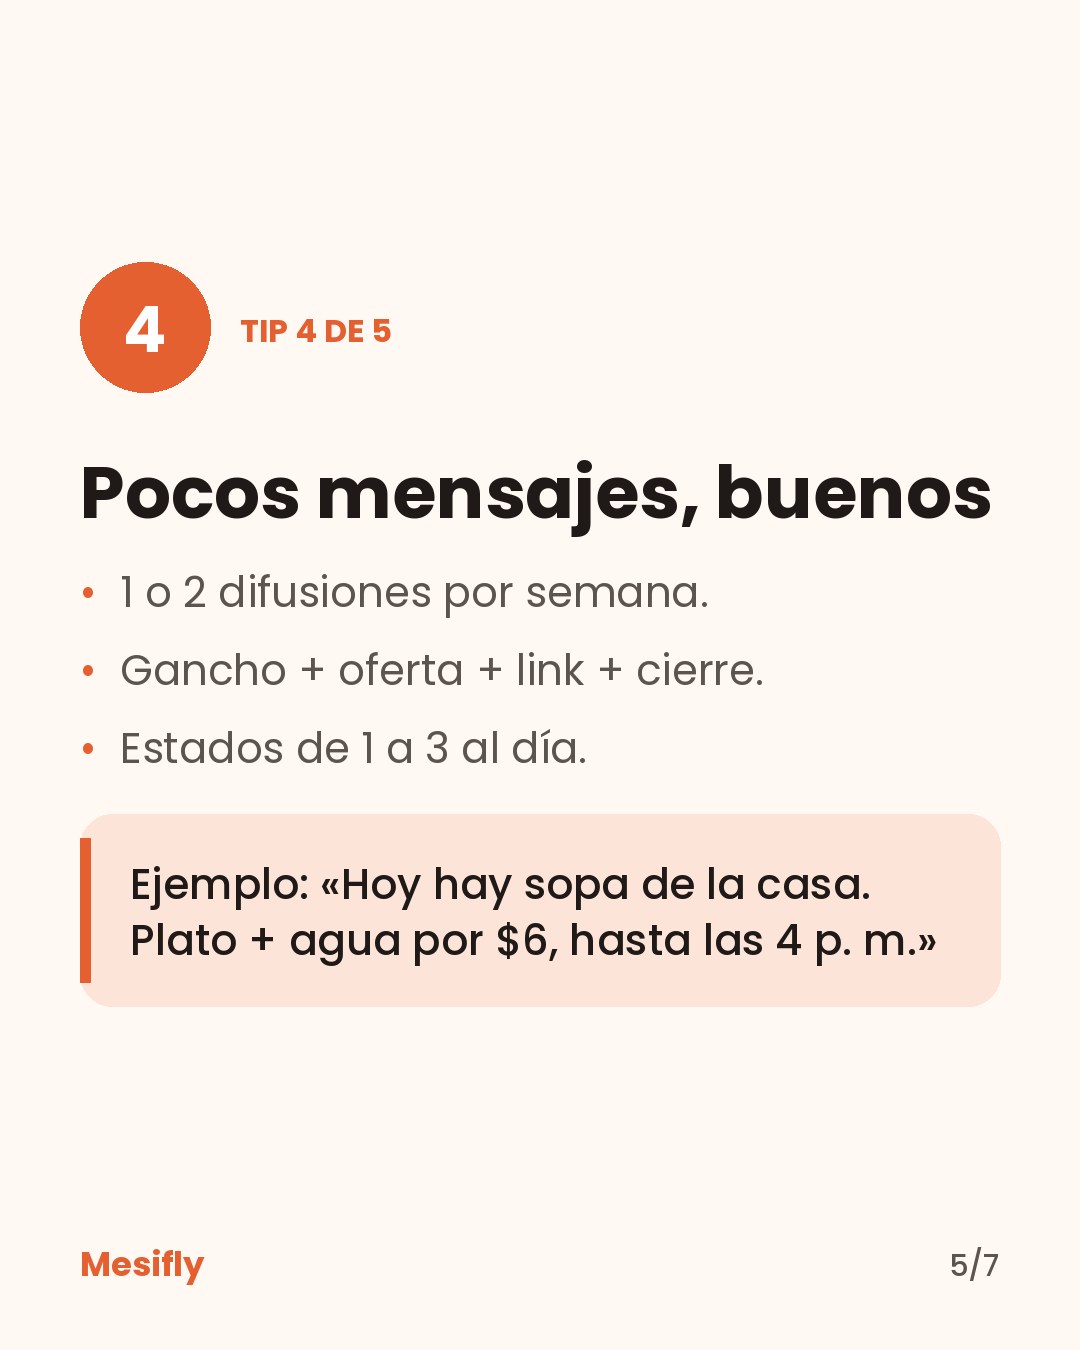 4
TIP 4 DE 5
Pocos mensajes, buenos
• 1 o 2 difusiones por semana.
• Gancho + oferta + link + cierre.
• Estados de 1 a 3 al día.
Ejemplo: «Hoy hay sopa de la casa.
Plato + agua por $6, hasta las 4 p. m.»
Mesifly
5/7